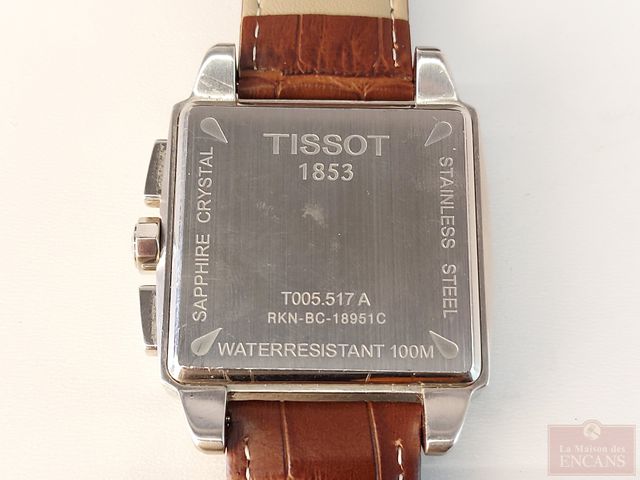 TISSOT
1853
SAPPHIRE CRYSTAL
STAINLESS STEEL
T005.517 A
RKN-BC-18951C
WATERRESISTANT 100M
La Maison des
ENCANS